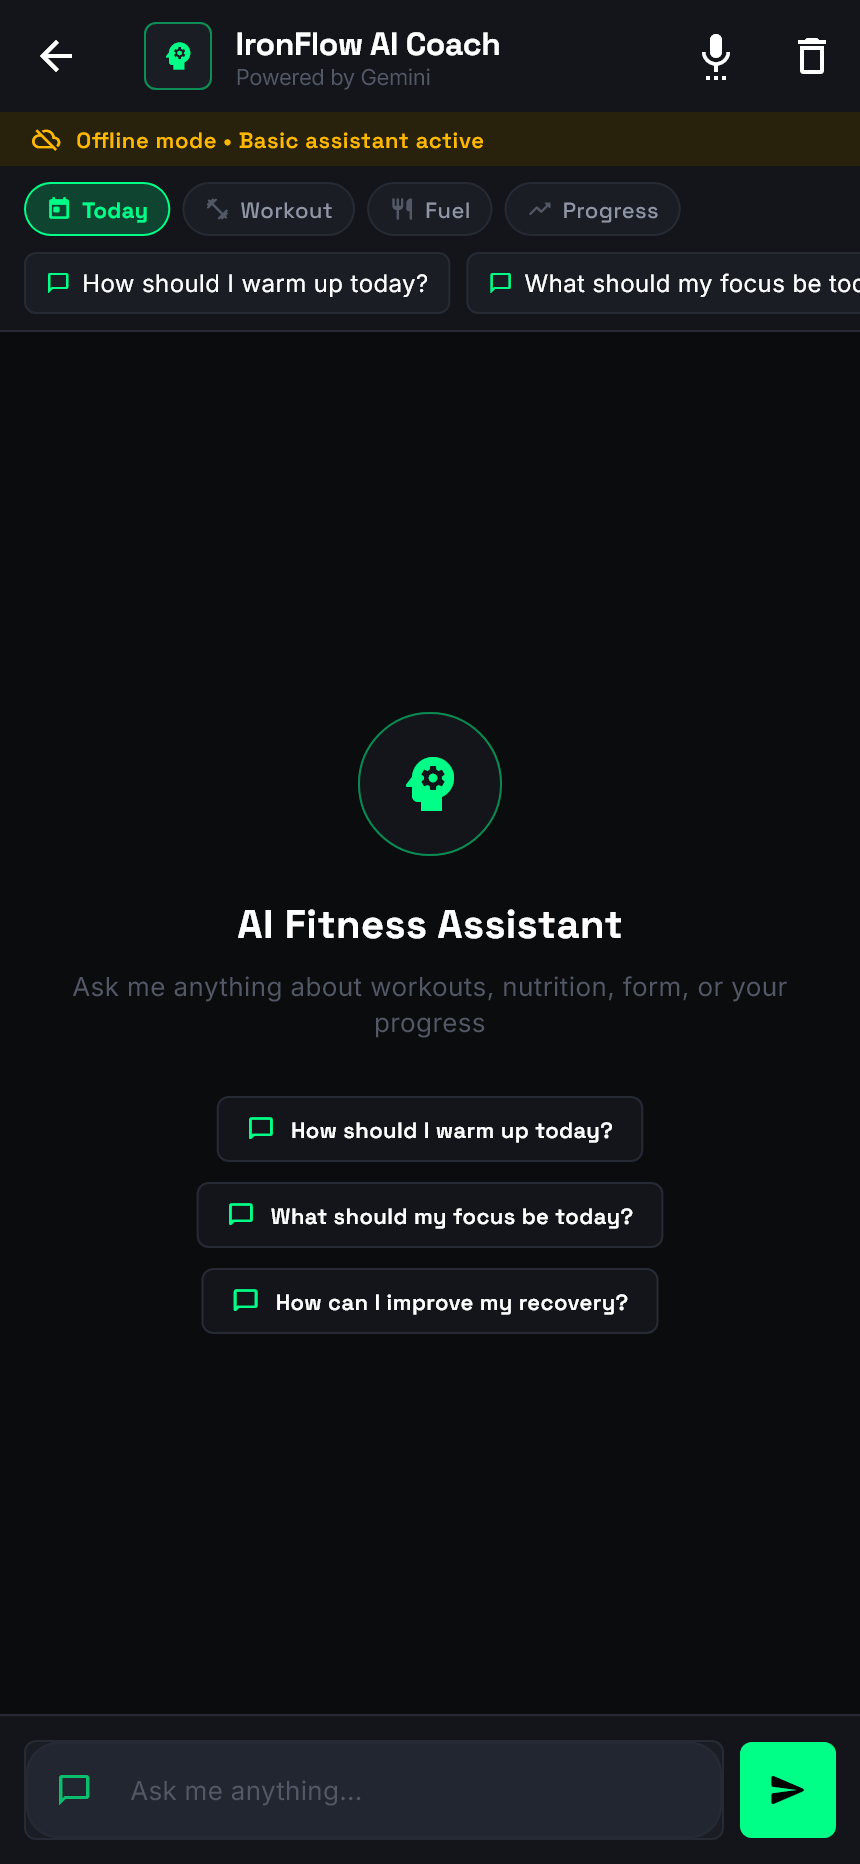 IronFlow AI Coach
Powered by Gemini
Offline mode • Basic assistant active
Today
Workout
Fuel
Progress
How should I warm up today?
What should my focus be
AI Fitness Assistant
Ask me anything about workouts, nutrition, form, or your
progress
How should I warm up today?
What should my focus be today?
How can I improve my recovery?
Ask me anything...